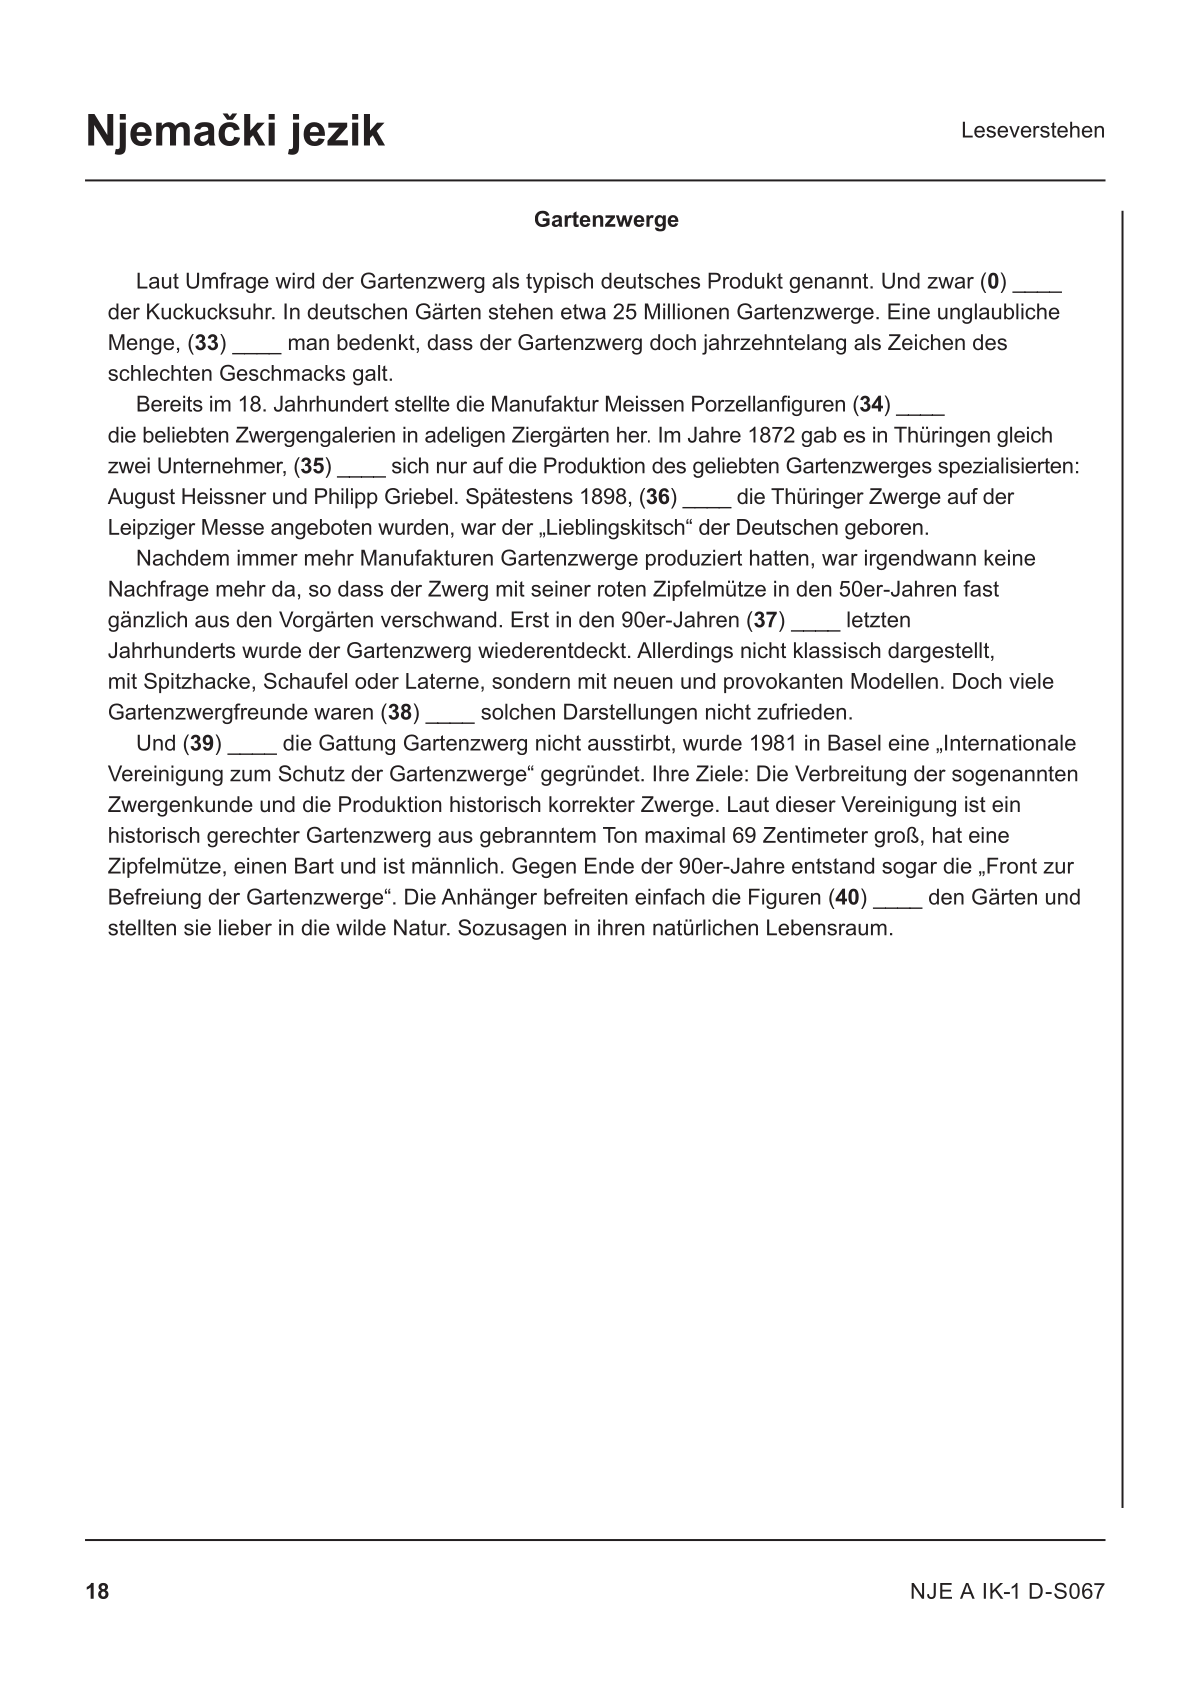 Njemački jezik
Leseverstehen
Gartenzwerge
Laut Umfrage wird der Gartenzwerg als typisch deutsches Produkt genannt. Und zwar (0) ____
der Kuckucksuhr. In deutschen Gärten stehen etwa 25 Millionen Gartenzwerge. Eine unglaubliche
Menge, (33) ____ man bedenkt, dass der Gartenzwerg doch jahrzehntelang als Zeichen des
schlechten Geschmacks galt.
Bereits im 18. Jahrhundert stellte die Manufaktur Meissen Porzellanfiguren (34) ____
die beliebten Zwergengalerien in adeligen Ziergärten her. Im Jahre 1872 gab es in Thüringen gleich
zwei Unternehmer, (35) ____ sich nur auf die Produktion des geliebten Gartenzwerges spezialisierten:
August Heissner und Philipp Griebel. Spätestens 1898, (36) ____ die Thüringer Zwerge auf der
Leipziger Messe angeboten wurden, war der „Lieblingskitsch“ der Deutschen geboren.
Nachdem immer mehr Manufakturen Gartenzwerge produziert hatten, war irgendwann keine
Nachfrage mehr da, so dass der Zwerg mit seiner roten Zipfelmütze in den 50er-Jahren fast
gänzlich aus den Vorgärten verschwand. Erst in den 90er-Jahren (37) ____ letzten
Jahrhunderts wurde der Gartenzwerg wiederentdeckt. Allerdings nicht klassisch dargestellt,
mit Spitzhacke, Schaufel oder Laterne, sondern mit neuen und provokanten Modellen. Doch viele
Gartenzwergfreunde waren (38) ____ solchen Darstellungen nicht zufrieden.
Und (39) ____ die Gattung Gartenzwerg nicht ausstirbt, wurde 1981 in Basel eine „Internationale
Vereinigung zum Schutz der Gartenzwerge“ gegründet. Ihre Ziele: Die Verbreitung der sogenannten
Zwergenkunde und die Produktion historisch korrekter Zwerge. Laut dieser Vereinigung ist ein
historisch gerechter Gartenzwerg aus gebranntem Ton maximal 69 Zentimeter groß, hat eine
Zipfelmütze, einen Bart und ist männlich. Gegen Ende der 90er-Jahre entstand sogar die „Front zur
Befreiung der Gartenzwerge“. Die Anhänger befreiten einfach die Figuren (40) ____ den Gärten und
stellten sie lieber in die wilde Natur. Sozusagen in ihren natürlichen Lebensraum.
18
NJE A IK-1 D-S067